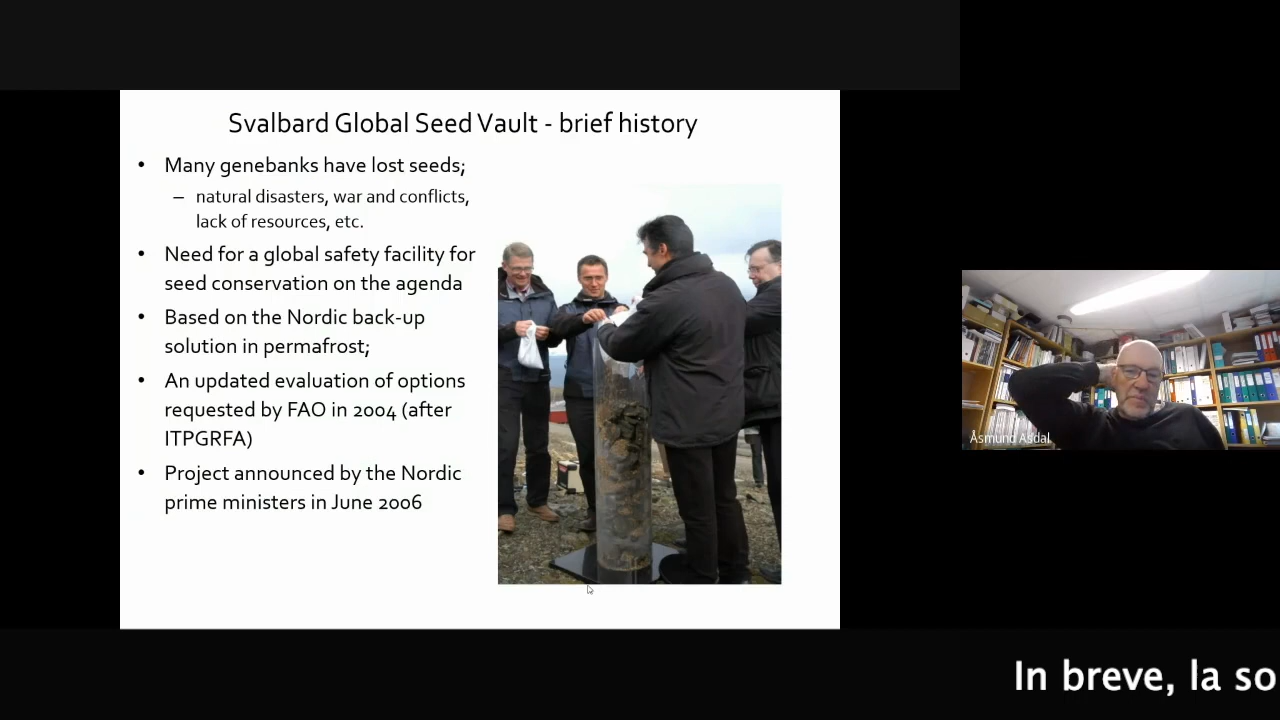 Svalbard Global Seed Vault - brief history
• Many genebanks have lost seeds;
– natural disasters, war and conflicts,
lack of resources, etc.
• Need for a global safety facility for
seed conservation on the agenda
• Based on the Nordic back-up
solution in permafrost;
• An updated evaluation of options
requested by FAO in 2004 (after
ITPGRFA)
• Project announced by the Nordic
prime ministers in June 2006
Åsmund Asdal
In breve, la so